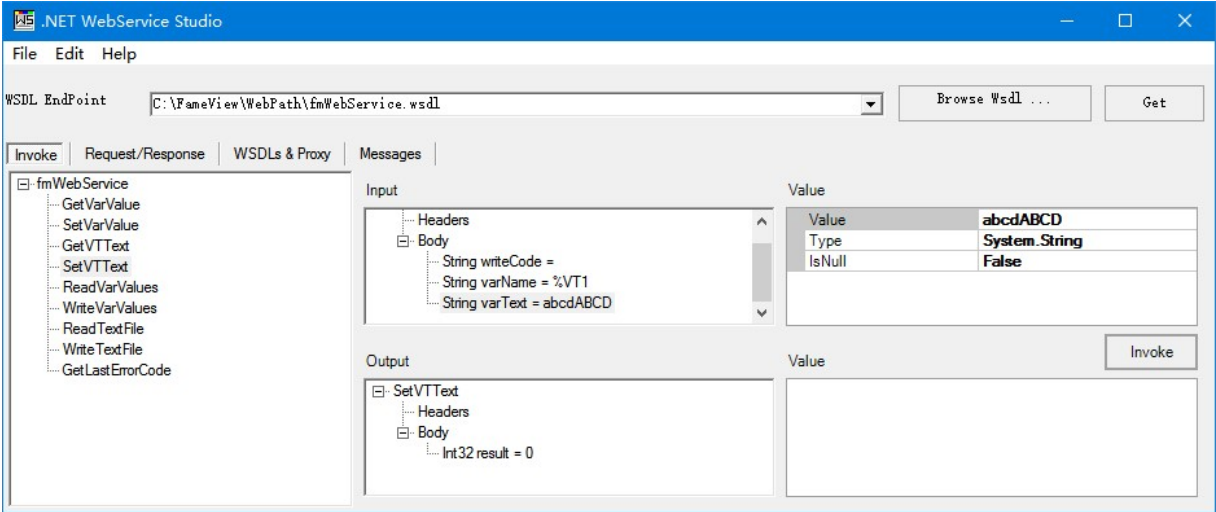 WS .NET WebService Studio
File Edit Help
WSDL EndPoint C:\FameView\WebPath\fmWebService.wsdl Browse Wsdl ... Get
Invoke Request/Response WSDLs & Proxy Messages
fmWebService
GetVarValue
SetVarValue
GetVTText
SetVTText
ReadVarValues
WriteVarValues
ReadTextFile
WriteTextFile
GetLastErrorCode
Input
Headers
Body
String writeCode =
String varName = %VT1
String varText = abcdABCD
Value
Value abcdABCD
Type System.String
IsNull False
Invoke
Output
SetVTText
Headers
Body
Int32 result = 0
Value